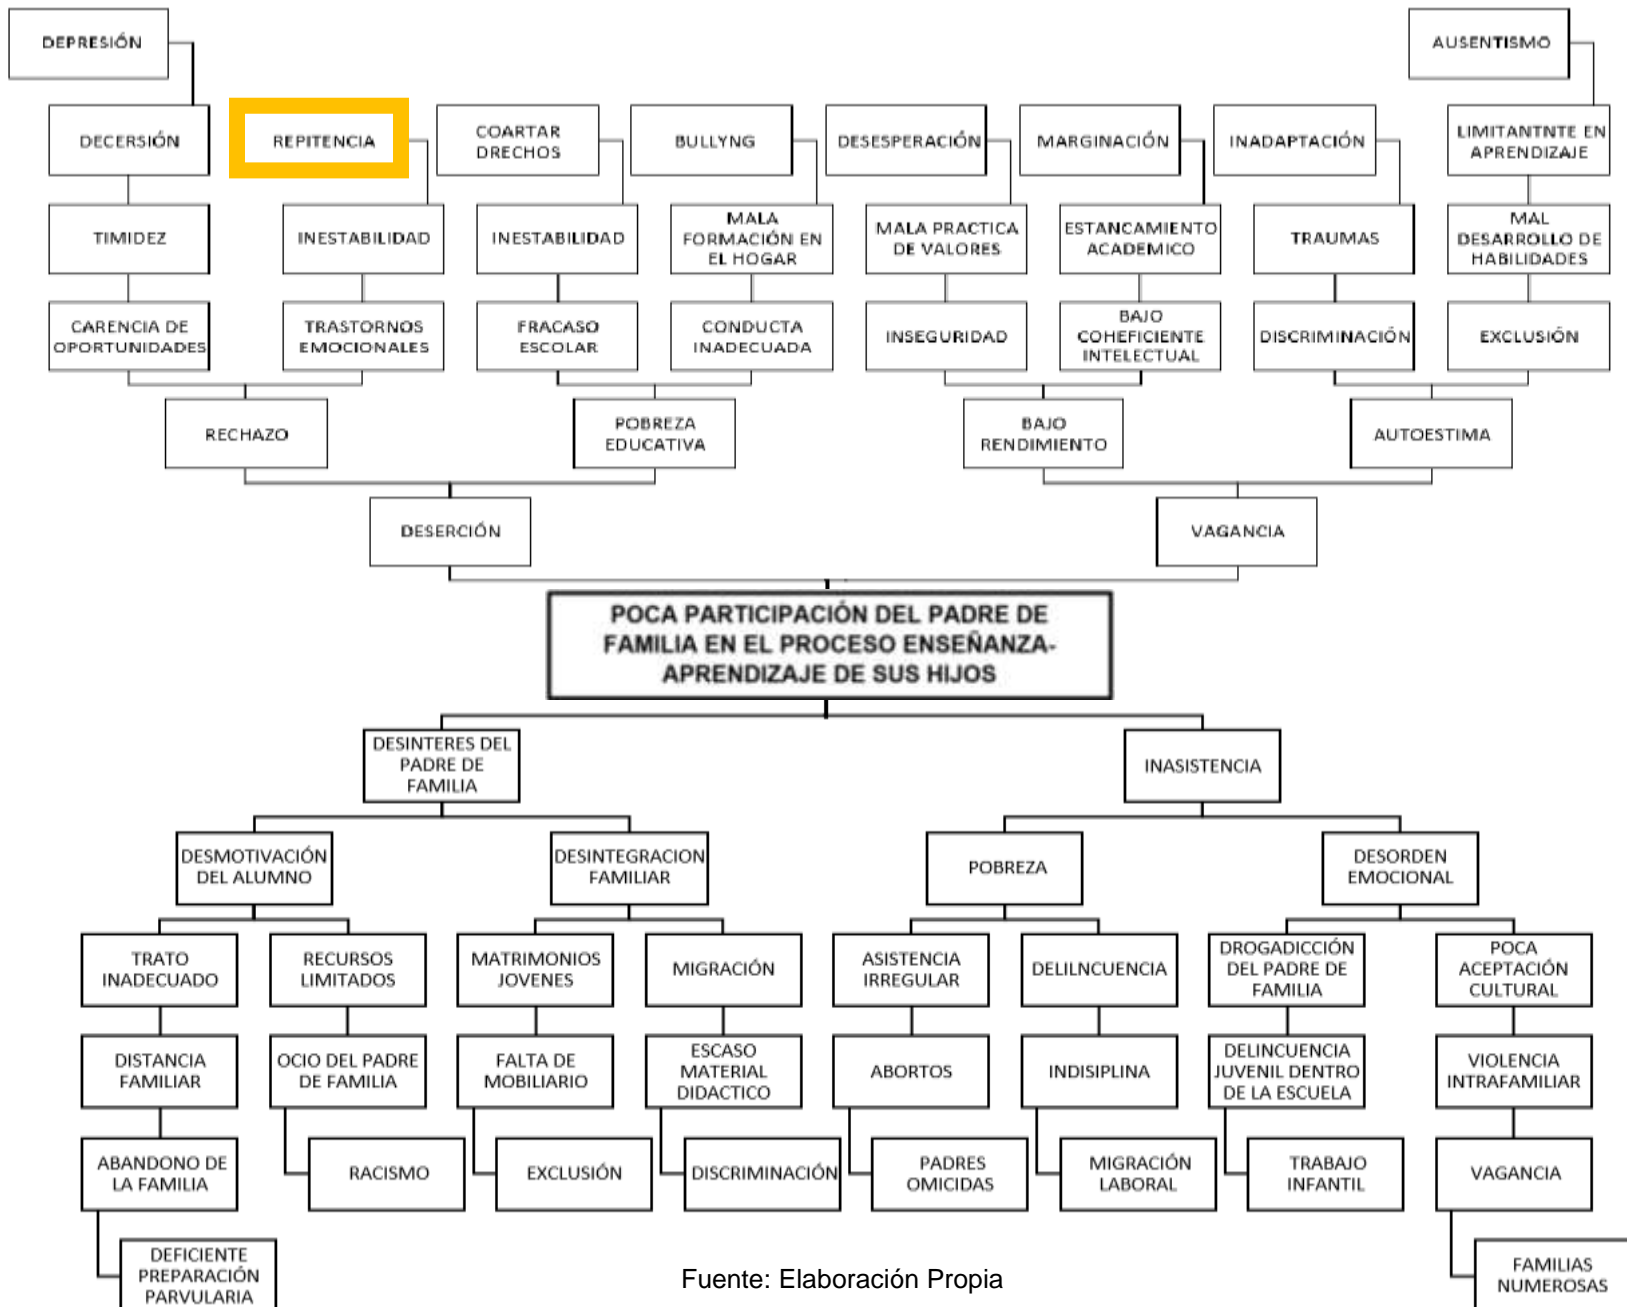 DEPRESIÓN
AUSENTISMO
DECERSIÓN
REPITENCIA
COARTAR
DRECHOS
BULLYNG
DESESPERACIÓN
MARGINACIÓN
INADAPTACIÓN
LIMITANTNTE EN
APRENDIZAJE
TIMIDEZ
INESTABILIDAD
INESTABILIDAD
MALA
FORMACIÓN EN
EL HOGAR
MALA PRACTICA
DE VALORES
ESTANCAMIENTO
ACADEMICO
TRAUMAS
MAL
DESARROLLO DE
HABILIDADES
CARENCIA DE
OPORTUNIDADES
TRASTORNOS
EMOCIONALES
FRACASO
ESCOLAR
CONDUCTA
INADECUADA
INSEGURIDAD
BAJO
COHEFICIENTE
INTELECTUAL
DISCRIMINACIÓN
EXCLUSIÓN
RECHAZO
POBREZA
EDUCATIVA
BAJO
RENDIMIENTO
AUTOESTIMA
DESERCIÓN
VAGANCIA
POCA PARTICIPACIÓN DEL PADRE DE
FAMILIA EN EL PROCESO ENSEÑANZA-
APRENDIZAJE DE SUS HIJOS
DESINTERES DEL
PADRE DE
FAMILIA
INASISTENCIA
DESMOTIVACIÓN
DEL ALUMNO
DESINTEGRACION
FAMILIAR
POBREZA
DESORDEN
EMOCIONAL
TRATO
INADECUADO
RECURSOS
LIMITADOS
MATRIMONIOS
JOVENES
MIGRACIÓN
ASISTENCIA
IRREGULAR
DELILNCUENCIA
DROGADICCIÓN
DEL PADRE DE
FAMILIA
POCA
ACEPTACIÓN
CULTURAL
DISTANCIA
FAMILIAR
OCIO DEL PADRE
DE FAMILIA
FALTA DE
MOBILIARIO
ESCASO
MATERIAL
DIDACTICO
ABORTOS
INDISIPLINA
DELINCUENCIA
JUVENIL DENTRO
DE LA ESCUELA
VIOLENCIA
INTRAFAMILIAR
ABANDONO DE
LA FAMILIA
RACISMO
EXCLUSIÓN
DISCRIMINACIÓN
PADRES
OMICIDAS
MIGRACIÓN
LABORAL
TRABAJO
INFANTIL
VAGANCIA
DEFICIENTE
PREPARACIÓN
PARVULARIA
FAMILIAS
NUMEROSAS
Fuente: Elaboración Propia